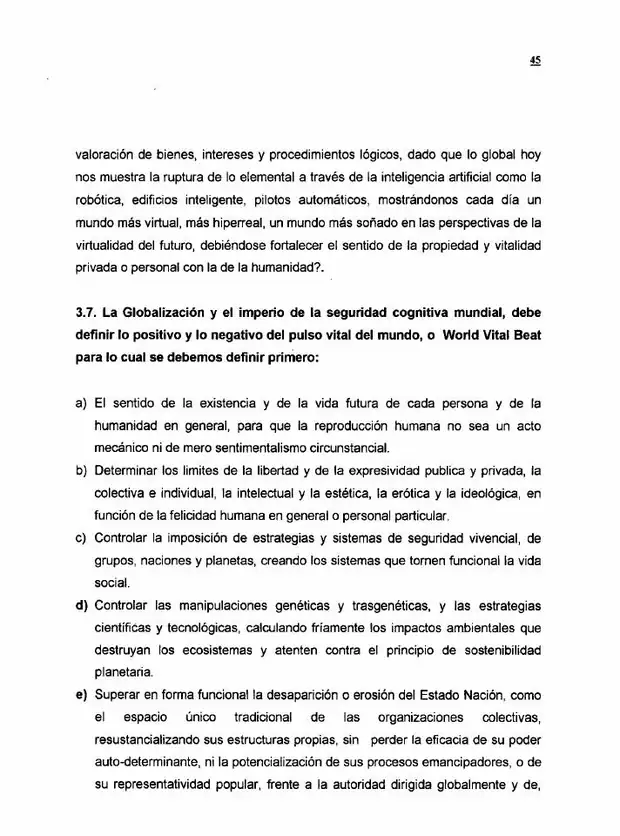 45
valoración de bienes, intereses y procedimientos lógicos, dado que lo global hoy
nos muestra la ruptura de lo elemental a través de la inteligencia artificial como la
robótica, edificios inteligente, pilotos automáticos, mostrándonos cada día un
mundo más virtual, más hiperreal, un mundo más soñado en las perspectivas de la
virtualidad del futuro, debiéndose fortalecer el sentido de la propiedad y vitalidad
privada o personal con la de la humanidad?.
3.7. La Globalización y el imperio de la seguridad cognitiva mundial, debe
definir lo positivo y lo negativo del pulso vital del mundo, o World Vital Beat
para lo cual se debemos definir primero:
a) El sentido de la existencia y de la vida futura de cada persona y de la
humanidad en general, para que la reproducción humana no sea un acto
mecánico ni de mero sentimentalismo circunstancial.
b) Determinar los limites de la libertad y de la expresividad publica y privada, la
colectiva e individual, la intelectual y la estética, la erótica y la ideológica, en
función de la felicidad humana en general o personal particular.
c) Controlar la imposición de estrategias y sistemas de seguridad vivencial, de
grupos, naciones y planetas, creando los sistemas que tornen funcional la vida
social.
d) Controlar las manipulaciones genéticas y trasgenéticas, y las estrategias
científicas y tecnológicas, calculando fríamente los impactos ambientales que
destruyan los ecosistemas y atenten contra el principio de sostenibilidad
planetaria.
e) Superar en forma funcional la desaparición o erosión del Estado Nación, como
el espacio único tradicional de las organizaciones colectivas,
resustancializando sus estructuras propias, sin perder la eficacia de su poder
auto-determinante, ni la potencialización de sus procesos emancipadores, o de
su representatividad popular, frente a la autoridad dirigida globalmente y de,